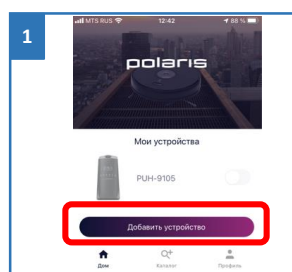 1
MTS RUS 12:42 88 %
polaris
Мои устройства
PUH-9105
Добавить устройство
Дом Каталог Профиль